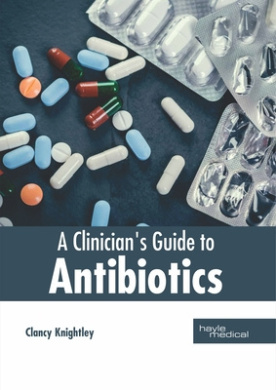 A Clinician's Guide to
Antibiotics
Clancy Knightley
hayle
medical